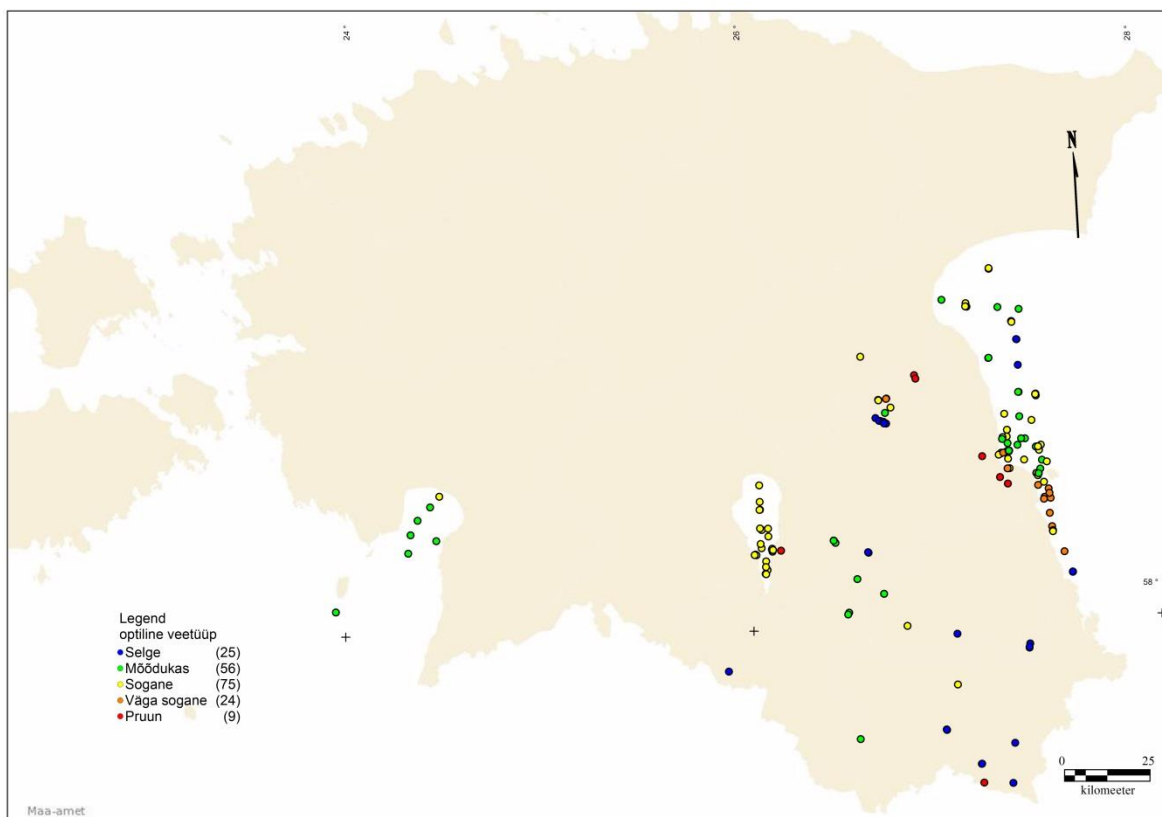 24°
26°
28°
N
58°
Legend
optiline veetüüp
Selge (25)
Mõõdukas (56)
Sogane (75)
Väga sogane (24)
Pruun (9)
0 25
kilomeeter
Maa-amet